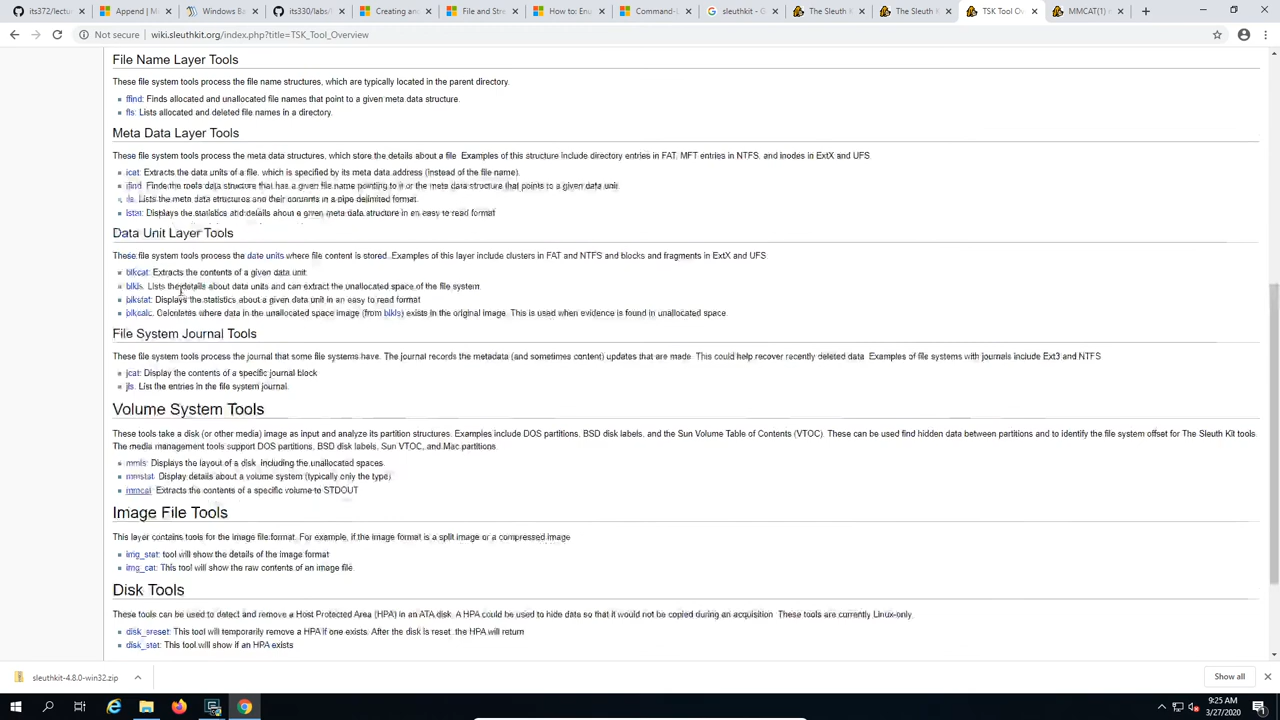 its372/lectu
Append | Mi
Windows Ba
its330/labs/
Creating and
File and Stre
How to: Ena
Command-L
sleuthkit - G
The Sleuth K
The Sleuth K
TSK Tool Ov
MMCAT(1) m
Not secure | wiki.sleuthkit.org/index.php?title=TSK_Tool_Overview
File Name Layer Tools
These file system tools process the file name structures, which are typically located in the parent directory.
ffind: Finds allocated and unallocated file names that point to a given meta data structure.
fls: Lists allocated and deleted file names in a directory.
Meta Data Layer Tools
These file system tools process the meta data structures, which store the details about a file. Examples of this structure include directory entries in FAT, MFT entries in NTFS, and inodes in ExtX and UFS
icat: Extracts the data units of a file, which is specified by its meta data address (instead of the file name).
ifind: Finds the meta data structure that has a given file name pointing to it or the meta data structure that points to a given data unit.
ils: Lists the meta data structures and their contents in a pipe delimited format.
istat: Displays the statistics and details about a given meta data structure in an easy to read format
Data Unit Layer Tools
These file system tools process the data units where file content is stored. Examples of this layer include clusters in FAT and NTFS and blocks and fragments in ExtX and UFS
blkcat: Extracts the contents of a given data unit.
blkls: Lists the details about data units and can extract the unallocated space of the file system.
blkstat: Displays the statistics about a given data unit in an easy to read format
blkcalc: Calculates where data in the unallocated space image (from blkls) exists in the original image. This is used when evidence is found in unallocated space.
File System Journal Tools
These file system tools process the journal that some file systems have. The journal records the metadata (and sometimes content) updates that are made. This could help recover recently deleted data. Examples of file systems with journals include Ext3 and NTFS
jcat: Display the contents of a specific journal block
jls: List the entries in the file system journal.
Volume System Tools
These tools take a disk (or other media) image as input and analyze its partition structures. Examples include DOS partitions, BSD disk labels, and the Sun Volume Table of Contents (VTOC). These can be used find hidden data between partitions and to identify the file system offset for The Sleuth Kit tools.
The media management tools support DOS partitions, BSD disk labels, Sun VTOC, and Mac partitions.
mmls: Displays the layout of a disk, including the unallocated spaces.
mmstat: Display details about a volume system (typically only the type)
mmcat: Extracts the contents of a specific volume to STDOUT
Image File Tools
This layer contains tools for the image file format. For example, if the image format is a split image or a compressed image
img_stat: tool will show the details of the image format
img_cat: This tool will show the raw contents of an image file.
Disk Tools
These tools can be used to detect and remove a Host Protected Area (HPA) in an ATA disk. A HPA could be used to hide data so that it would not be copied during an acquisition. These tools are currently Linux-only.
disk_sreset: This tool will temporarily remove a HPA if one exists. After the disk is reset, the HPA will return
disk_stat: This tool will show if an HPA exists
sleuthkit-4.8.0-win32.zip
Show all
9:25 AM
3/27/2020